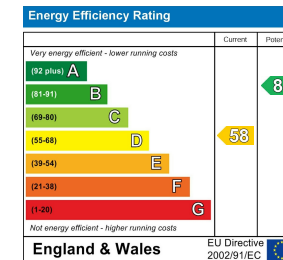 Energy Efficiency Rating
Current
Very energy efficient - lower running costs
(92 plus) A
(81-91) B
(69-80) C
(55-68) D
58
(39-54) E
(21-38) F
(1-20) G
Not energy efficient - higher running costs
England & Wales
EU Directive
2002/91/EC